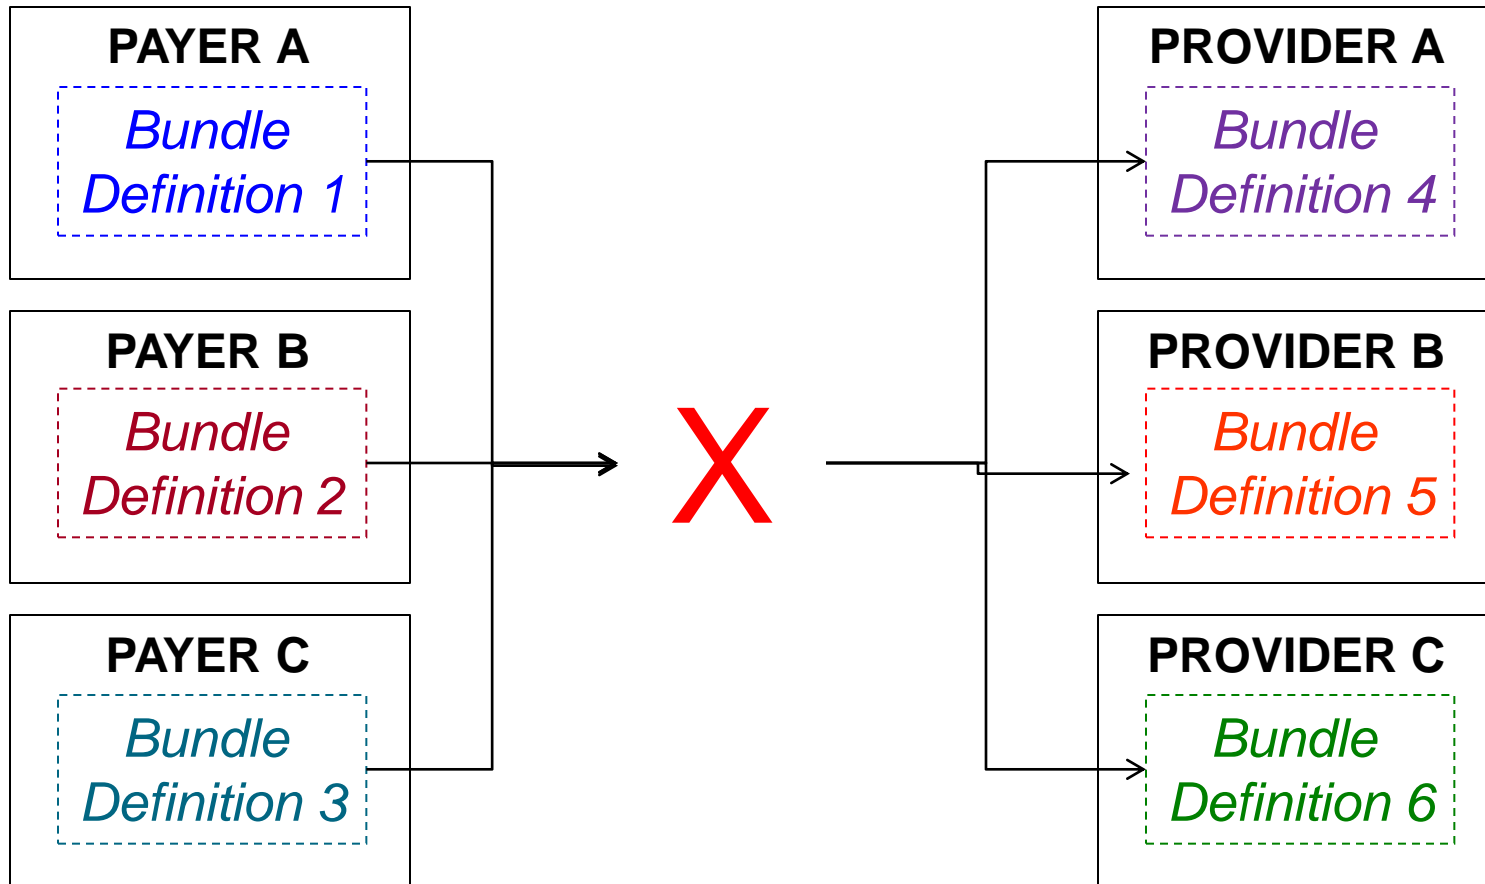 PAYER A
Bundle
Definition 1
PAYER B
Bundle
Definition 2
PAYER C
Bundle
Definition 3
X
PROVIDER A
Bundle
Definition 4
PROVIDER B
Bundle
Definition 5
PROVIDER C
Bundle
Definition 6